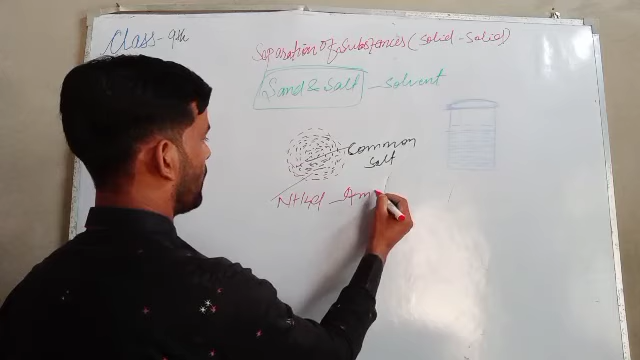 Class-9th
Separation of Substances (Solid-Solid)
Sand & Salt - Solvent
Common
Salt
NH4Cl - Am